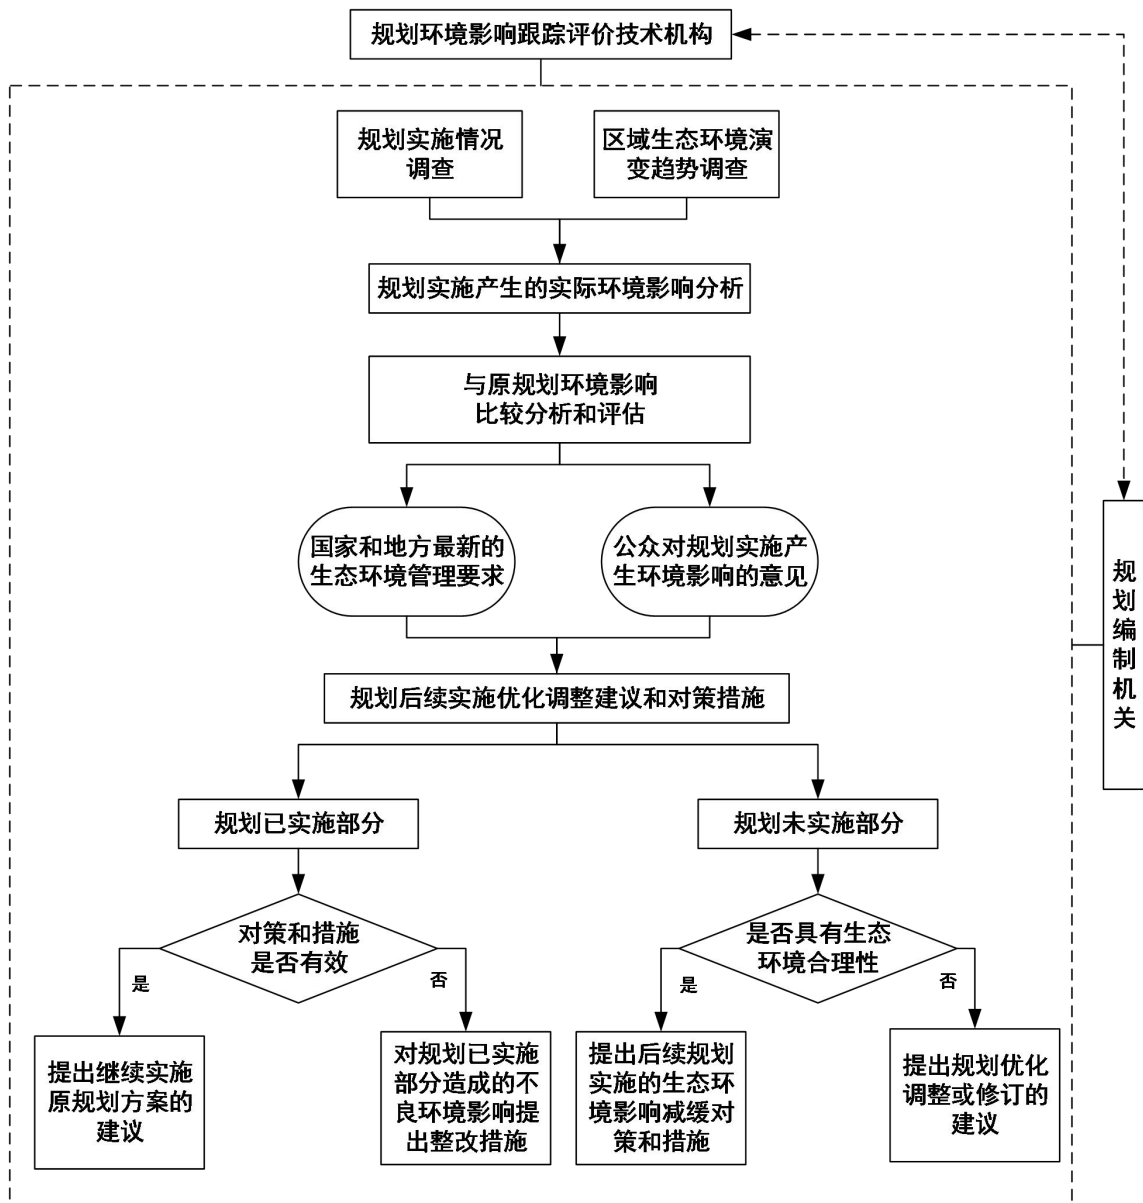 规划环境影响跟踪评价技术机构
规划实施情况
调查
区域生态环境演
变趋势调查
规划实施产生的实际环境影响分析
与原规划环境影响
比较分析和评估
国家和地方最新的
生态环境管理要求
公众对规划实施产
生环境影响的意见
规划编制机关
规划后续实施优化调整建议和对策措施
规划已实施部分
规划未实施部分
对策和措施
是否有效
是否具有生态
环境合理性
是
否
是
否
提出继续实施
原规划方案的
建议
对规划已实施
部分造成的不
良环境影响提
出整改措施
提出后续规划
实施的生态环
境影响减缓对
策和措施
提出规划优化
调整或修订的
建议